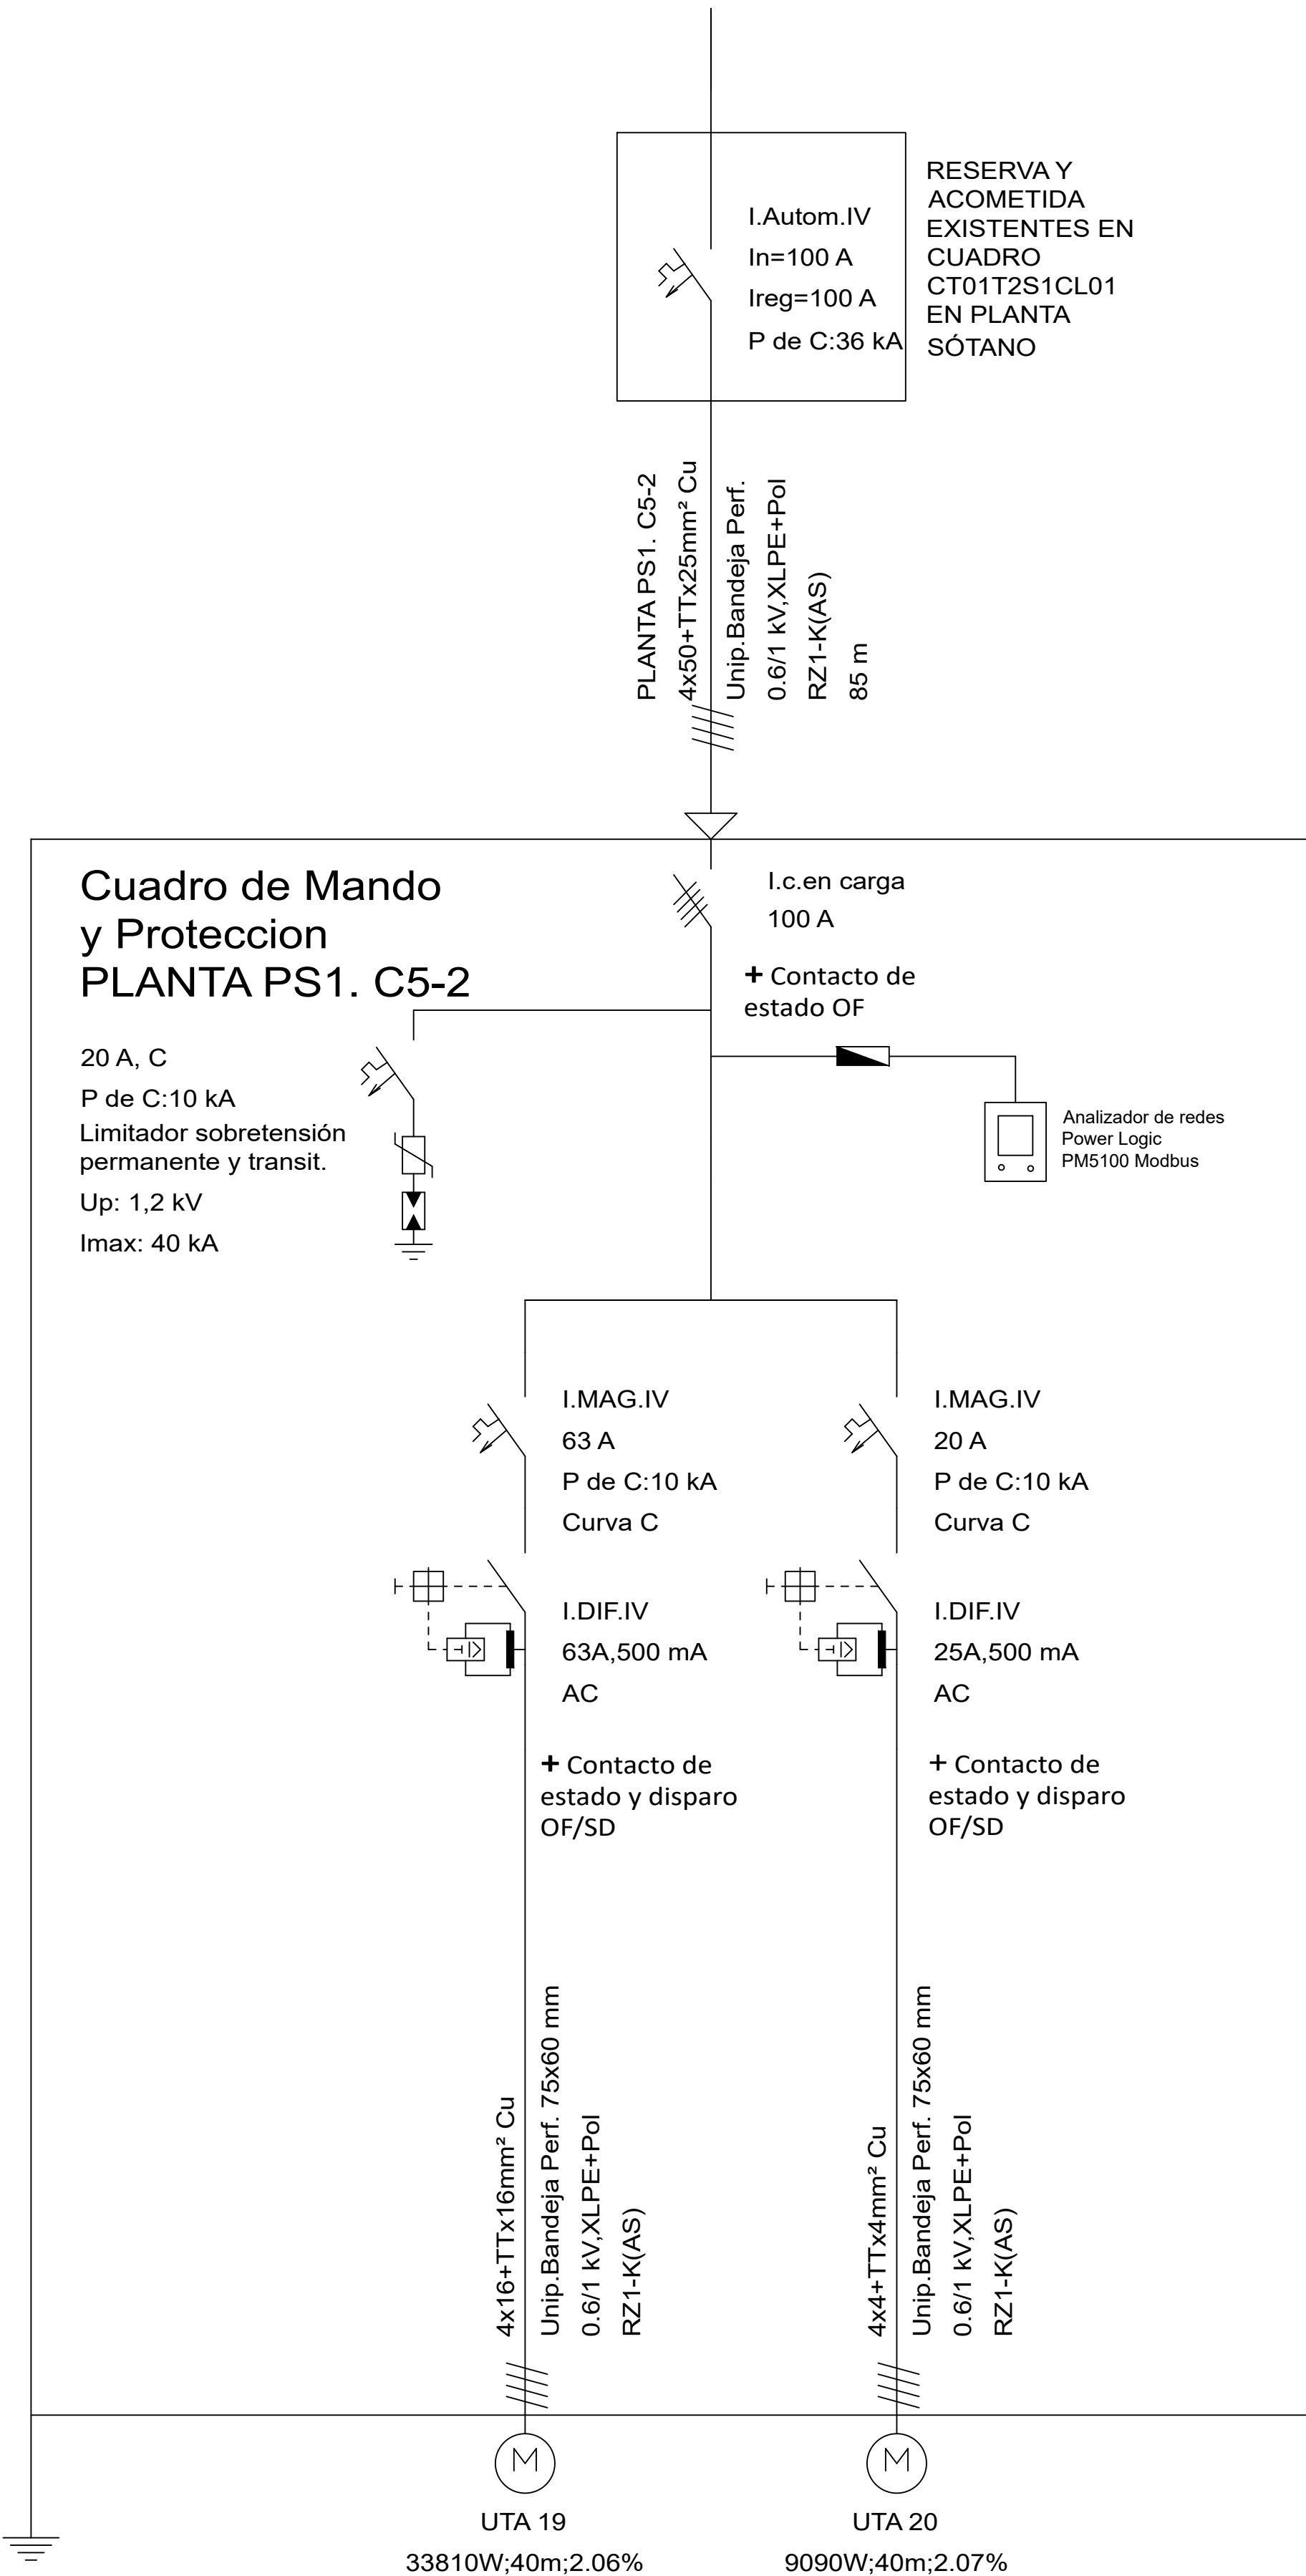 I.Autom.IV
In=100 A
Ireg=100 A
P de C:36 kA
RESERVA Y
ACOMETIDA
EXISTENTES EN
CUADRO
CT01T2S1CL01
EN PLANTA
SÓTANO
PLANTA PS1. C5-2
4x50+TTx25mm² Cu
Unip.Bandeja Perf.
0.6/1 kV,XLPE+Pol
RZ1-K(AS)
85 m
Cuadro de Mando
y Proteccion
PLANTA PS1. C5-2
I.c.en carga
100 A
+ Contacto de
estado OF
20 A, C
P de C:10 kA
Limitador sobretensión
permanente y transit.
Up: 1,2 kV
Imax: 40 kA
Analizador de redes
Power Logic
PM5100 Modbus
I.MAG.IV
63 A
P de C:10 kA
Curva C
I.DIF.IV
63A,500 mA
AC
+ Contacto de
estado y disparo
OF/SD
4x16+TTx16mm² Cu
Unip.Bandeja Perf. 75x60 mm
0.6/1 kV,XLPE+Pol
RZ1-K(AS)
M
UTA 19
33810W;40m;2.06%
I.MAG.IV
20 A
P de C:10 kA
Curva C
I.DIF.IV
25A,500 mA
AC
+ Contacto de
estado y disparo
OF/SD
4x4+TTx4mm² Cu
Unip.Bandeja Perf. 75x60 mm
0.6/1 kV,XLPE+Pol
RZ1-K(AS)
M
UTA 20
9090W;40m;2.07%